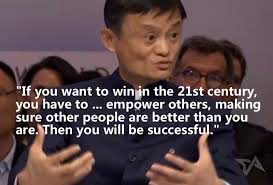 "If you want to win in the 21st century,
you have to ... empower others, making
sure other people are better than you
are. Then you will be successful."